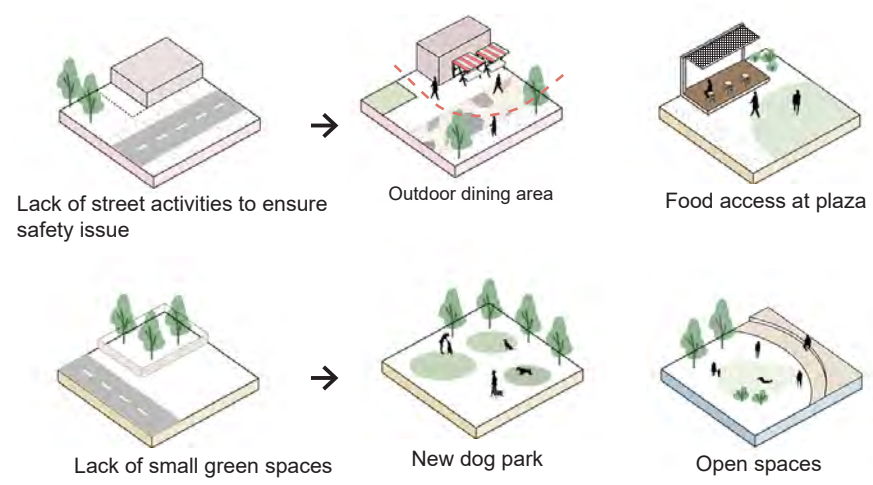 Lack of street activities to ensure
safety issue
Outdoor dining area
Food access at plaza
Lack of small green spaces
New dog park
Open spaces